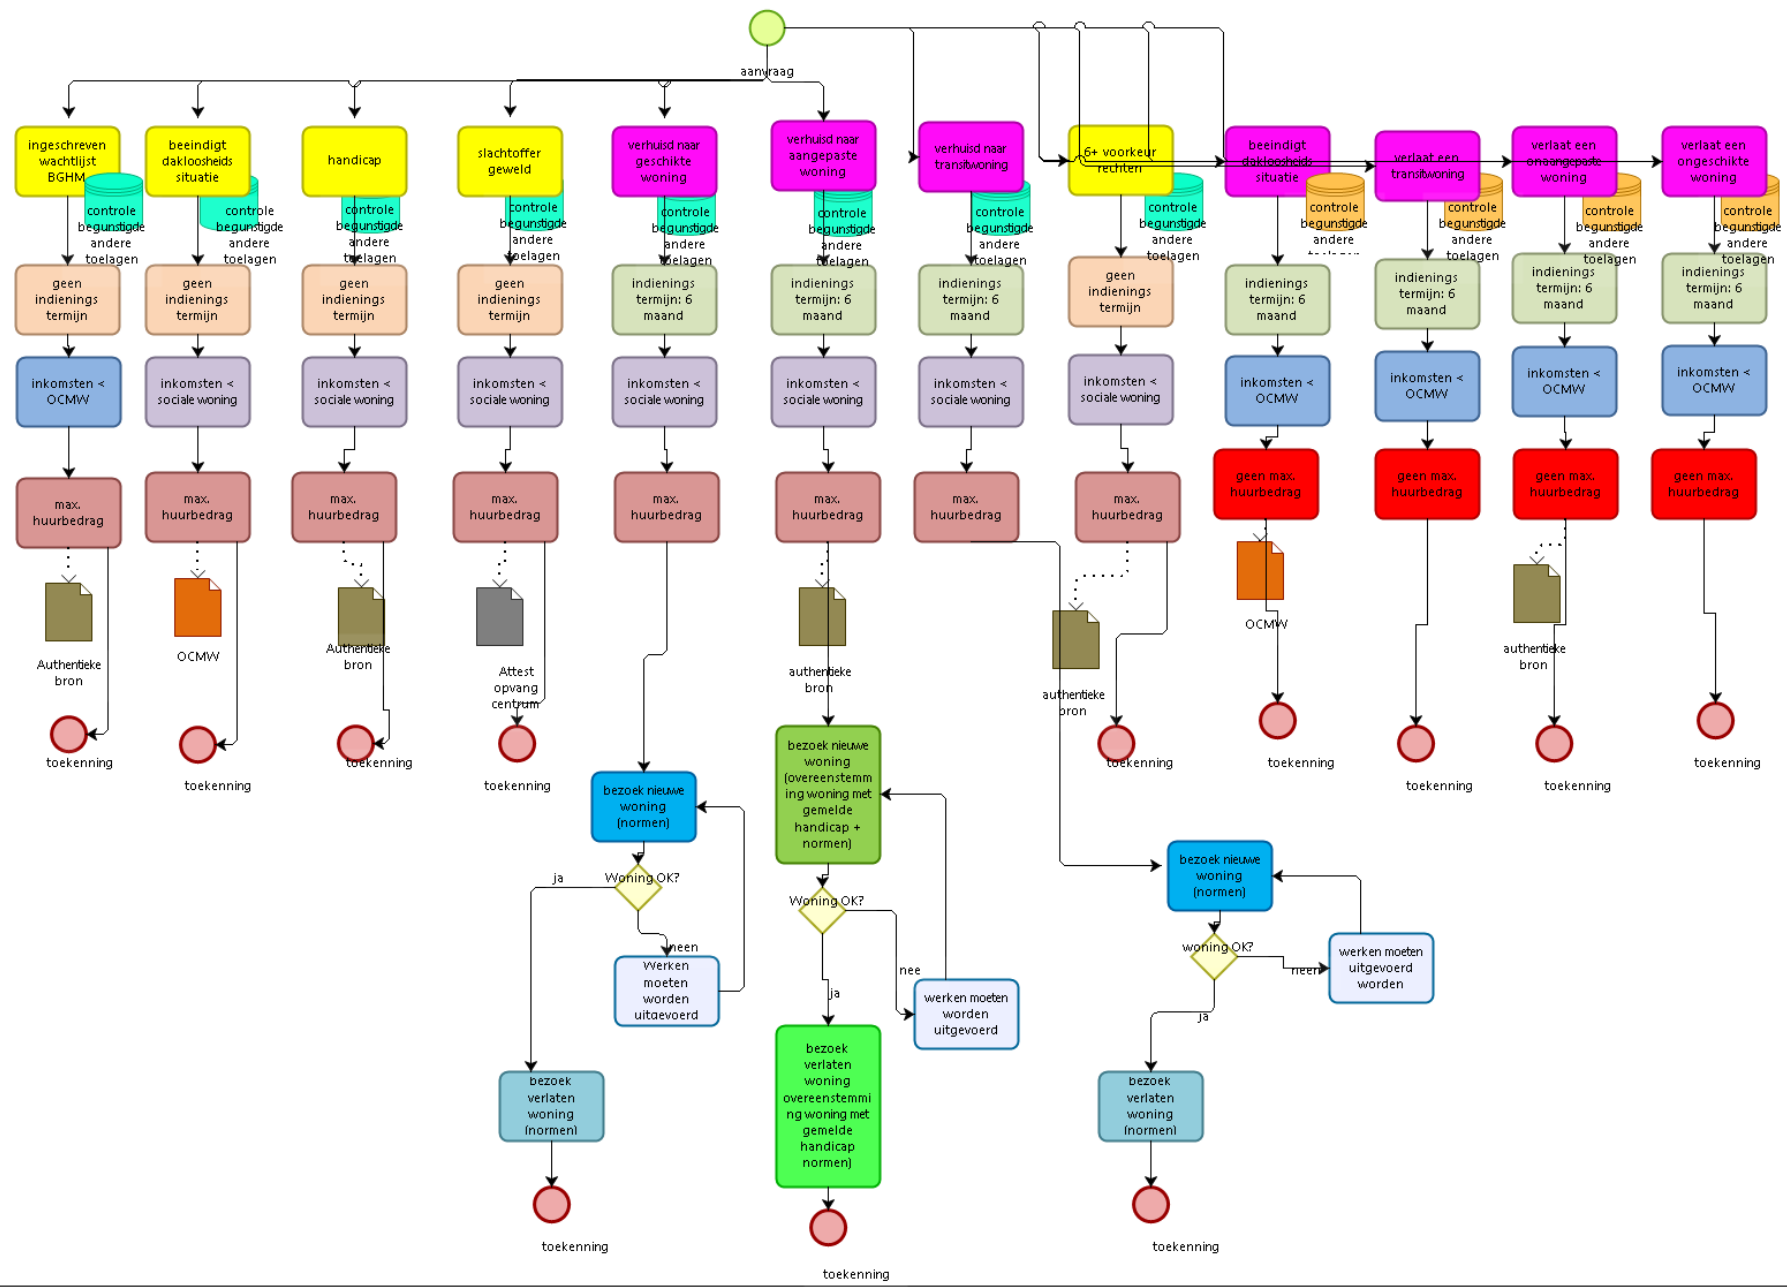 aanvraag
ingeschreven
wachtlijst
BGHM
beeindigt
dakloosheids
situatie
handicap
slachtoffer
geweld
verhuisd naar
geschikte
woning
verhuisd naar
aangepaste
woning
verhuisd naar
transitwoning
6+ voorkeur
rechten
beeindigt
dakloosheids
situatie
verlaat een
transitwoning
verlaat een
onaangepaste
woning
verlaat een
ongeschikte
woning
controle
begunstigde
andere
toelagen
controle
begunstigde
andere
toelagen
controle
begunstigde
andere
toelagen
controle
begunstigde
andere
toelagen
controle
begunstigde
andere
toelagen
controle
begunstigde
andere
toelagen
controle
begunstigde
andere
toelagen
controle
begunstigde
andere
toelagen
controle
begunstigde
andere
controle
begunstigde
andere
controle
begunstigde
andere
toelagen
controle
begunstigde
andere
toelagen
geen
indienings
termijn
geen
indienings
termijn
geen
indienings
termijn
geen
indienings
termijn
indienings
termijn: 6
maand
indienings
termijn: 6
maand
indienings
termijn: 6
maand
geen
indienings
termijn
indienings
termijn: 6
maand
indienings
termijn: 6
maand
indienings
termijn: 6
maand
indienings
termijn: 6
maand
inkomsten <
OCMW
inkomsten <
sociale woning
inkomsten <
sociale woning
inkomsten <
sociale woning
inkomsten <
sociale woning
inkomsten <
sociale woning
inkomsten <
sociale woning
inkomsten <
sociale woning
inkomsten <
OCMW
inkomsten <
OCMW
inkomsten <
OCMW
inkomsten <
OCMW
max.
huurbedrag
max.
huurbedrag
max.
huurbedrag
max.
huurbedrag
max.
huurbedrag
max.
huurbedrag
max.
huurbedrag
max.
huurbedrag
geen max.
huurbedrag
geen max.
huurbedrag
geen max.
huurbedrag
geen max.
huurbedrag
Authentieke
bron
OCMW
Authentieke
bron
Attest
opvang
centrum
authentieke
bron
authentieke
bron
OCMW
authentieke
bron
toekenning
toekenning
toekenning
toekenning
toekenning
toekenning
toekenning
toekenning
toekenning
bezoek nieuwe
woning
(normen)
Woning OK?
ja
neen
Werken
moeten
worden
uitgevoerd
bezoek
verlaten
woning
(normen)
toekenning
bezoek nieuwe
woning
(overeenstemm
ing woning met
gemelde
handicap +
normen)
Woning OK?
nee
ja
werken moeten
worden
uitgevoerd
bezoek
verlaten
woning
overeenstemmi
ng woning met
gemelde
handicap
normen)
toekenning
bezoek nieuwe
woning
(normen)
woning OK?
neen
ja
werken moeten
uitgevoerd
worden
bezoek
verlaten
woning
(normen)
toekenning